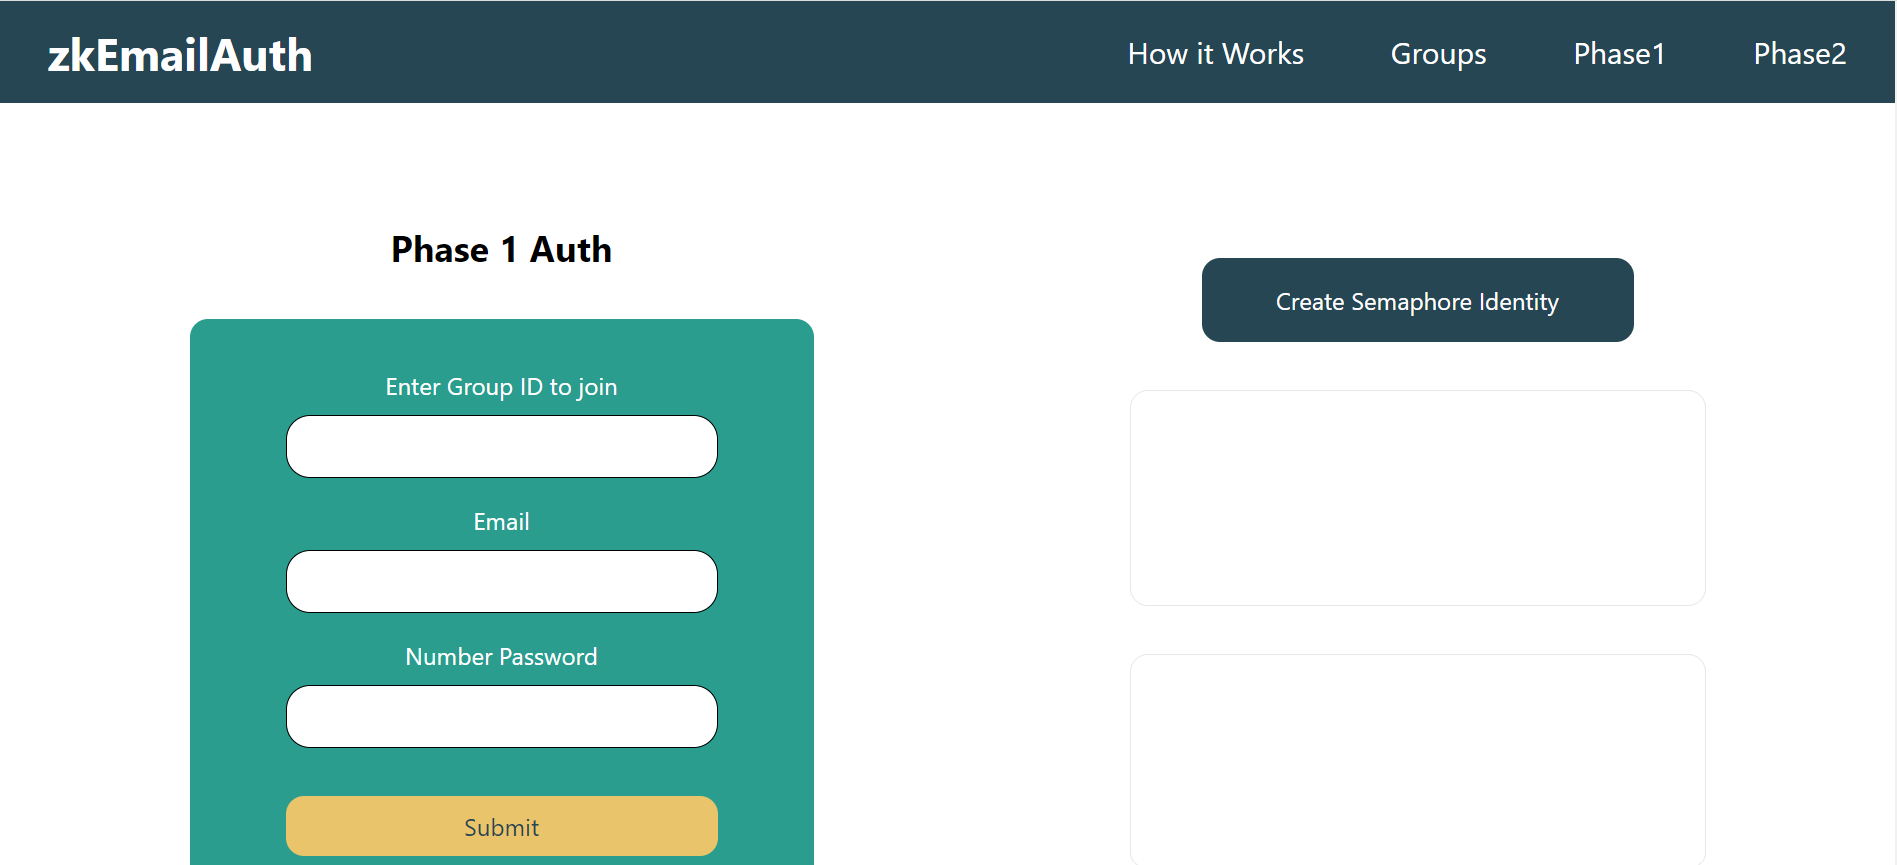 zkEmailAuth
How it Works
Groups
Phase1
Phase2
Phase 1 Auth
Enter Group ID to join
Email
Number Password
Submit
Create Semaphore Identity